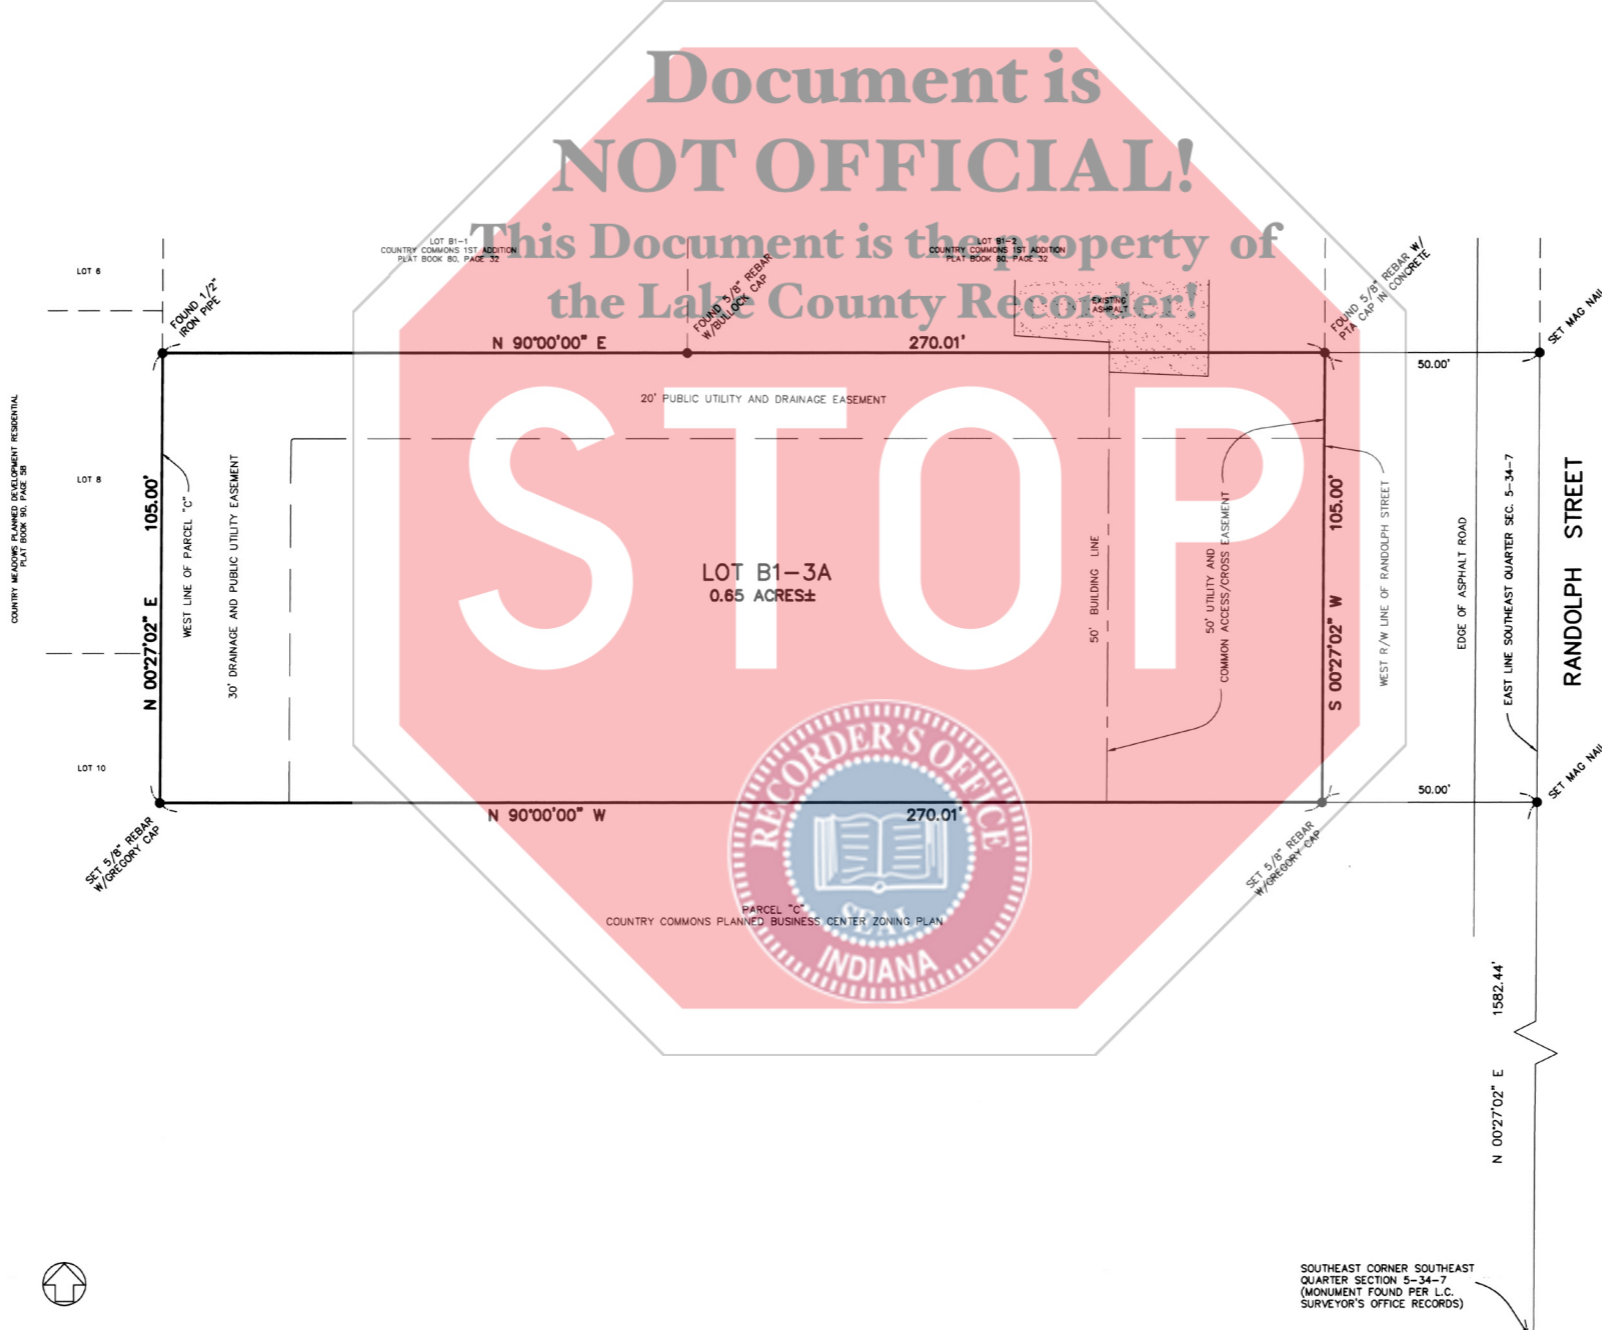 Document is
NOT OFFICIAL!
This Document is the property of
the Lake County Recorder!
STOP
RECORDER'S OFFICE
SEAL
INDIANA
LOT B1-1
COUNTRY COMMONS 1ST ADDITION
PLAT BOOK 80, PAGE 32
LOT B1-2
COUNTRY COMMONS 1ST ADDITION
PLAT BOOK 80, PAGE 32
LOT 6
FOUND 1/2"
IRON PIPE
FOUND 5/8" REBAR
W/BULLOCK CAP
EXISTING
ASHPALT
FOUND 5/8" REBAR W/
PTA CAP IN CONCRETE
SET MAG NAIL
N 90°00'00" E
270.01'
50.00'
20' PUBLIC UTILITY AND DRAINAGE EASEMENT
COUNTRY MEADOWS PLANNED DEVELOPMENT RESIDENTIAL
PLAT BOOK 90, PAGE 58
LOT 8
N 00°27'02" E 105.00'
WEST LINE OF PARCEL "C"
30' DRAINAGE AND PUBLIC UTILITY EASEMENT
LOT B1-3A
0.65 ACRES±
50' BUILDING LINE
50' UTILITY AND
COMMON ACCESS/CROSS EASEMENT
S 00°27'02" W 105.00'
WEST R/W LINE OF RANDOLPH STREET
EDGE OF ASPHALT ROAD
EAST LINE SOUTHEAST QUARTER SEC. 5-34-7
RANDOLPH STREET
LOT 10
SET 5/8" REBAR
W/GREGORY CAP
N 90°00'00" W
270.01'
50.00'
SET MAG NAIL
SET 5/8" REBAR
W/GREGORY CAP
PARCEL "C"
COUNTRY COMMONS PLANNED BUSINESS CENTER ZONING PLAN
N 00°27'02" E 1582.44'
SOUTHEAST CORNER SOUTHEAST
QUARTER SECTION 5-34-7
(MONUMENT FOUND PER L.C.
SURVEYOR'S OFFICE RECORDS)